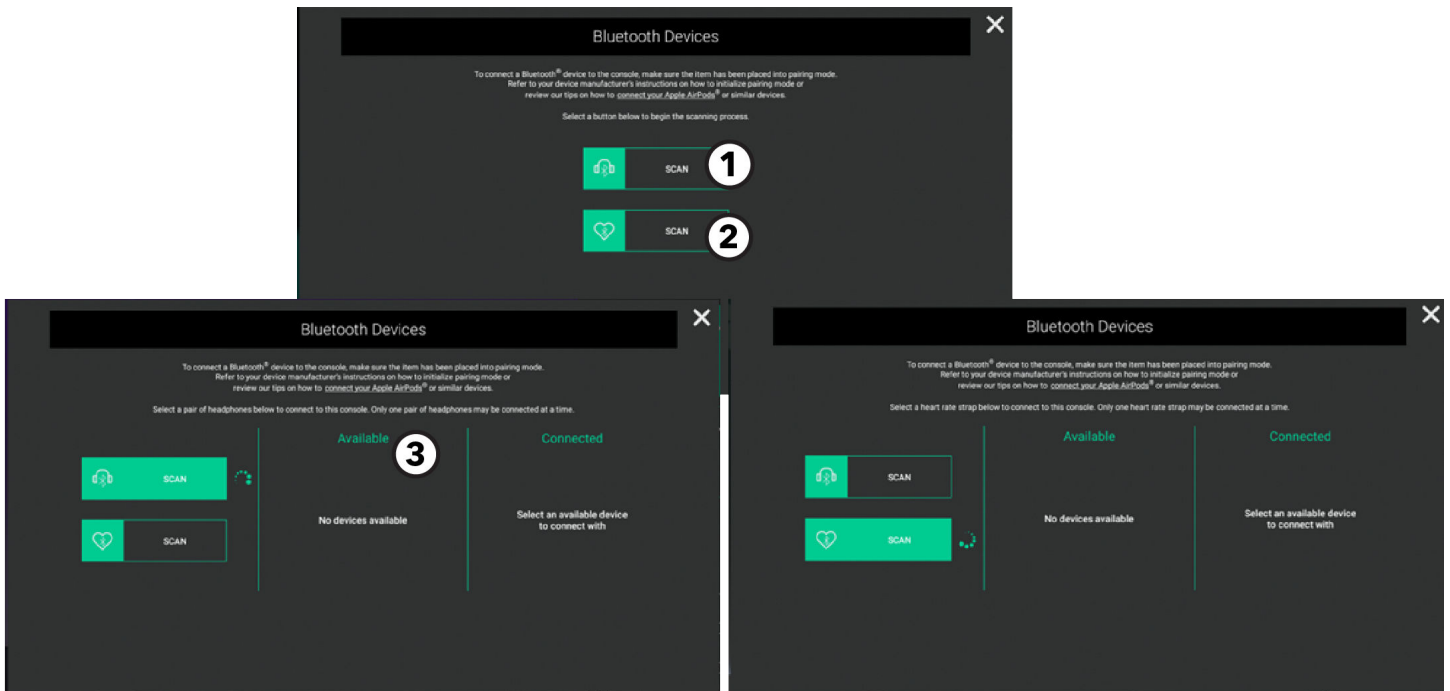 Bluetooth Devices
To connect a Bluetooth® device to the console, make sure the item has been placed into pairing mode.
Refer to your device manufacturer's instructions on how to initialize pairing mode or
review our tips on how to connect your Apple AirPods® or similar devices.
Select a button below to begin the scanning process.
SCAN
1
SCAN
2
Bluetooth Devices
To connect a Bluetooth® device to the console, make sure the item has been placed into pairing mode.
Refer to your device manufacturer's instructions on how to initialize pairing mode or
review our tips on how to connect your Apple AirPods® or similar devices.
Select a pair of headphones below to connect to this console. Only one pair of headphones may be connected at a time.
SCAN
SCAN
Available
3
No devices available
Connected
Select an available device
to connect with
Bluetooth Devices
To connect a Bluetooth® device to the console, make sure the item has been placed into pairing mode.
Refer to your device manufacturer's instructions on how to initialize pairing mode or
review our tips on how to connect your Apple AirPods® or similar devices.
Select a heart rate strap below to connect to this console. Only one heart rate strap may be connected at a time.
SCAN
SCAN
Available
No devices available
Connected
Select an available device
to connect with